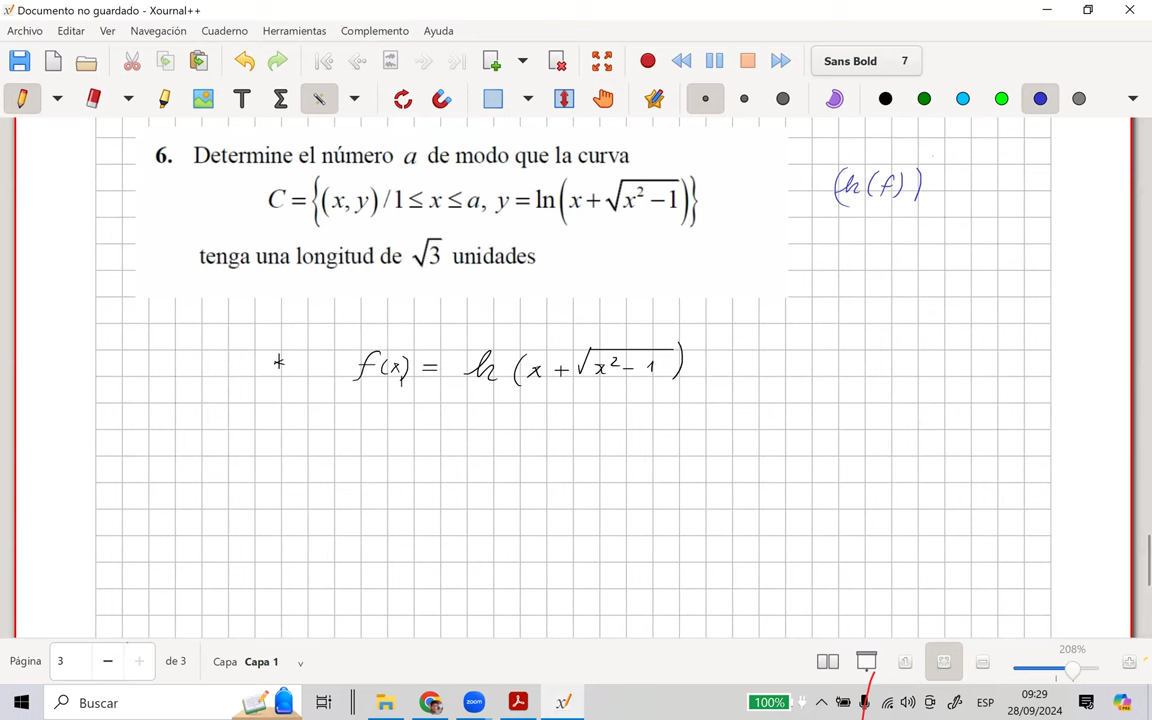 Documento no guardado - Xournal++
Archivo Editar Ver Navegación Cuaderno Herramientas Complemento Ayuda
Sans Bold 7
6. Determine el número a de modo que la curva
C = {(x, y) / 1 ≤ x ≤ a, y = ln(x + √(x² − 1))}
tenga una longitud de √3 unidades
(ln(f))
* f(x) = ln (x + √(x² − 1))
Página 3 de 3 Capa Capa 1 208%
Buscar 100% ESP 09:29
28/09/2024